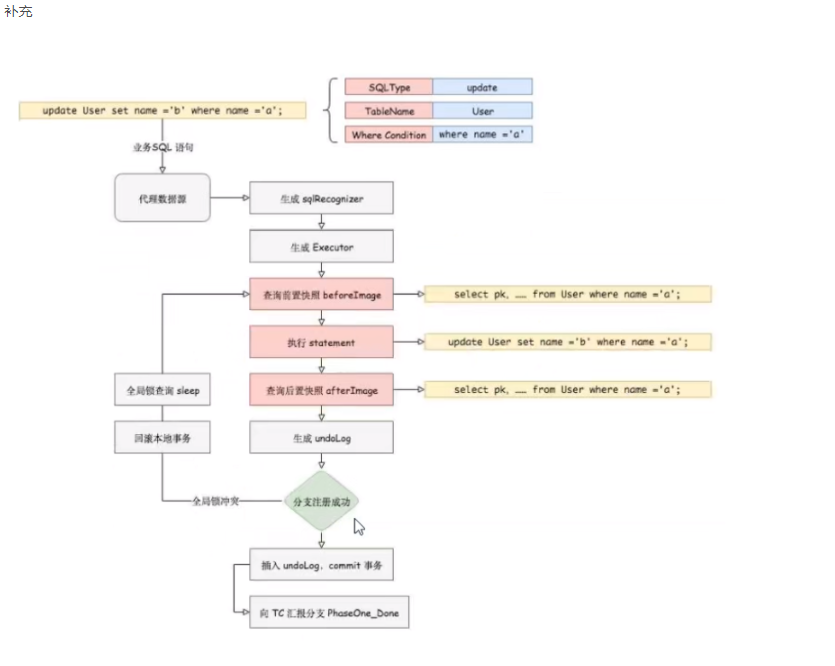 补充
SQLType update
update User set name ='b' where name ='a';
TableName User
Where Condition where name ='a'
业务SQL 语句
代理数据源
生成 sqlRecognizer
生成 Executor
查询前置快照 beforeImage
select pk, …… from User where name ='a';
执行 statement
update User set name ='b' where name ='a';
全局锁查询 sleep
查询后置快照 afterImage
select pk, …… from User where name ='a';
回滚本地事务
生成 undoLog
全局锁冲突
分支注册成功
插入 undoLog，commit 事务
向 TC 汇报分支 PhaseOne_Done